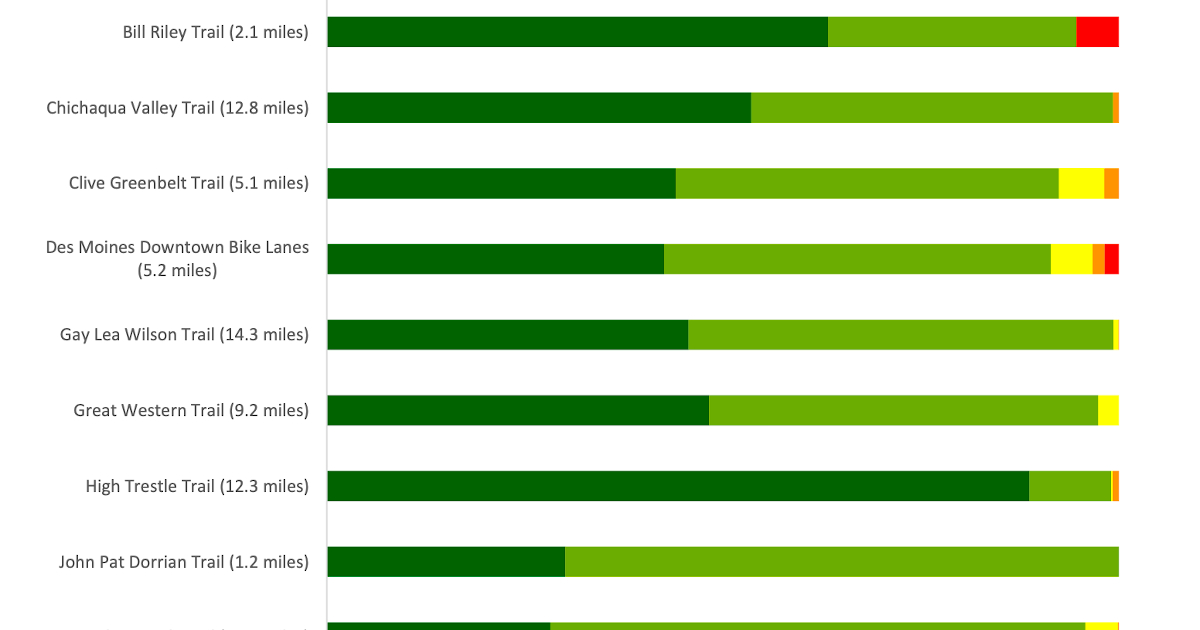 Bill Riley Trail (2.1 miles)
Chichaqua Valley Trail (12.8 miles)
Clive Greenbelt Trail (5.1 miles)
Des Moines Downtown Bike Lanes
(5.2 miles)
Gay Lea Wilson Trail (14.3 miles)
Great Western Trail (9.2 miles)
High Trestle Trail (12.3 miles)
John Pat Dorrian Trail (1.2 miles)